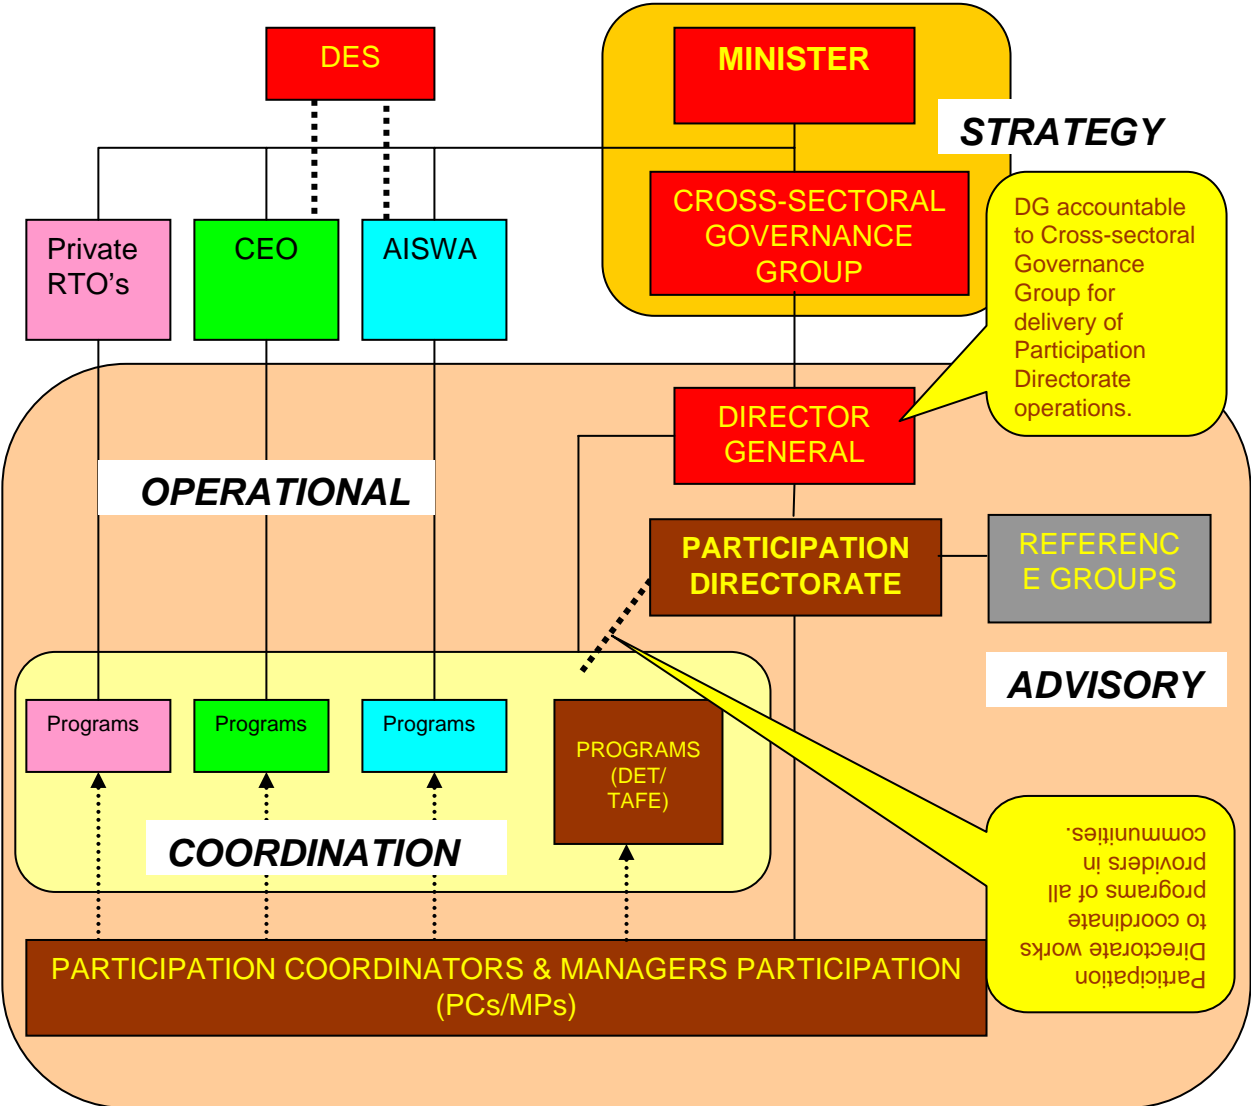 DES
MINISTER
STRATEGY
CROSS-SECTORAL
GOVERNANCE
GROUP
DG accountable
to Cross-sectoral
Governance
Group for
delivery of
Participation
Directorate
operations.
Private
RTO's
CEO
AISWA
DIRECTOR
GENERAL
OPERATIONAL
PARTICIPATION
DIRECTORATE
REFERENC
E GROUPS
ADVISORY
Programs
Programs
Programs
PROGRAMS
(DET/
TAFE)
COORDINATION
Participation
Directorate works
to coordinate
programs of all
providers in
communities.
PARTICIPATION COORDINATORS & MANAGERS PARTICIPATION
(PCs/MPs)